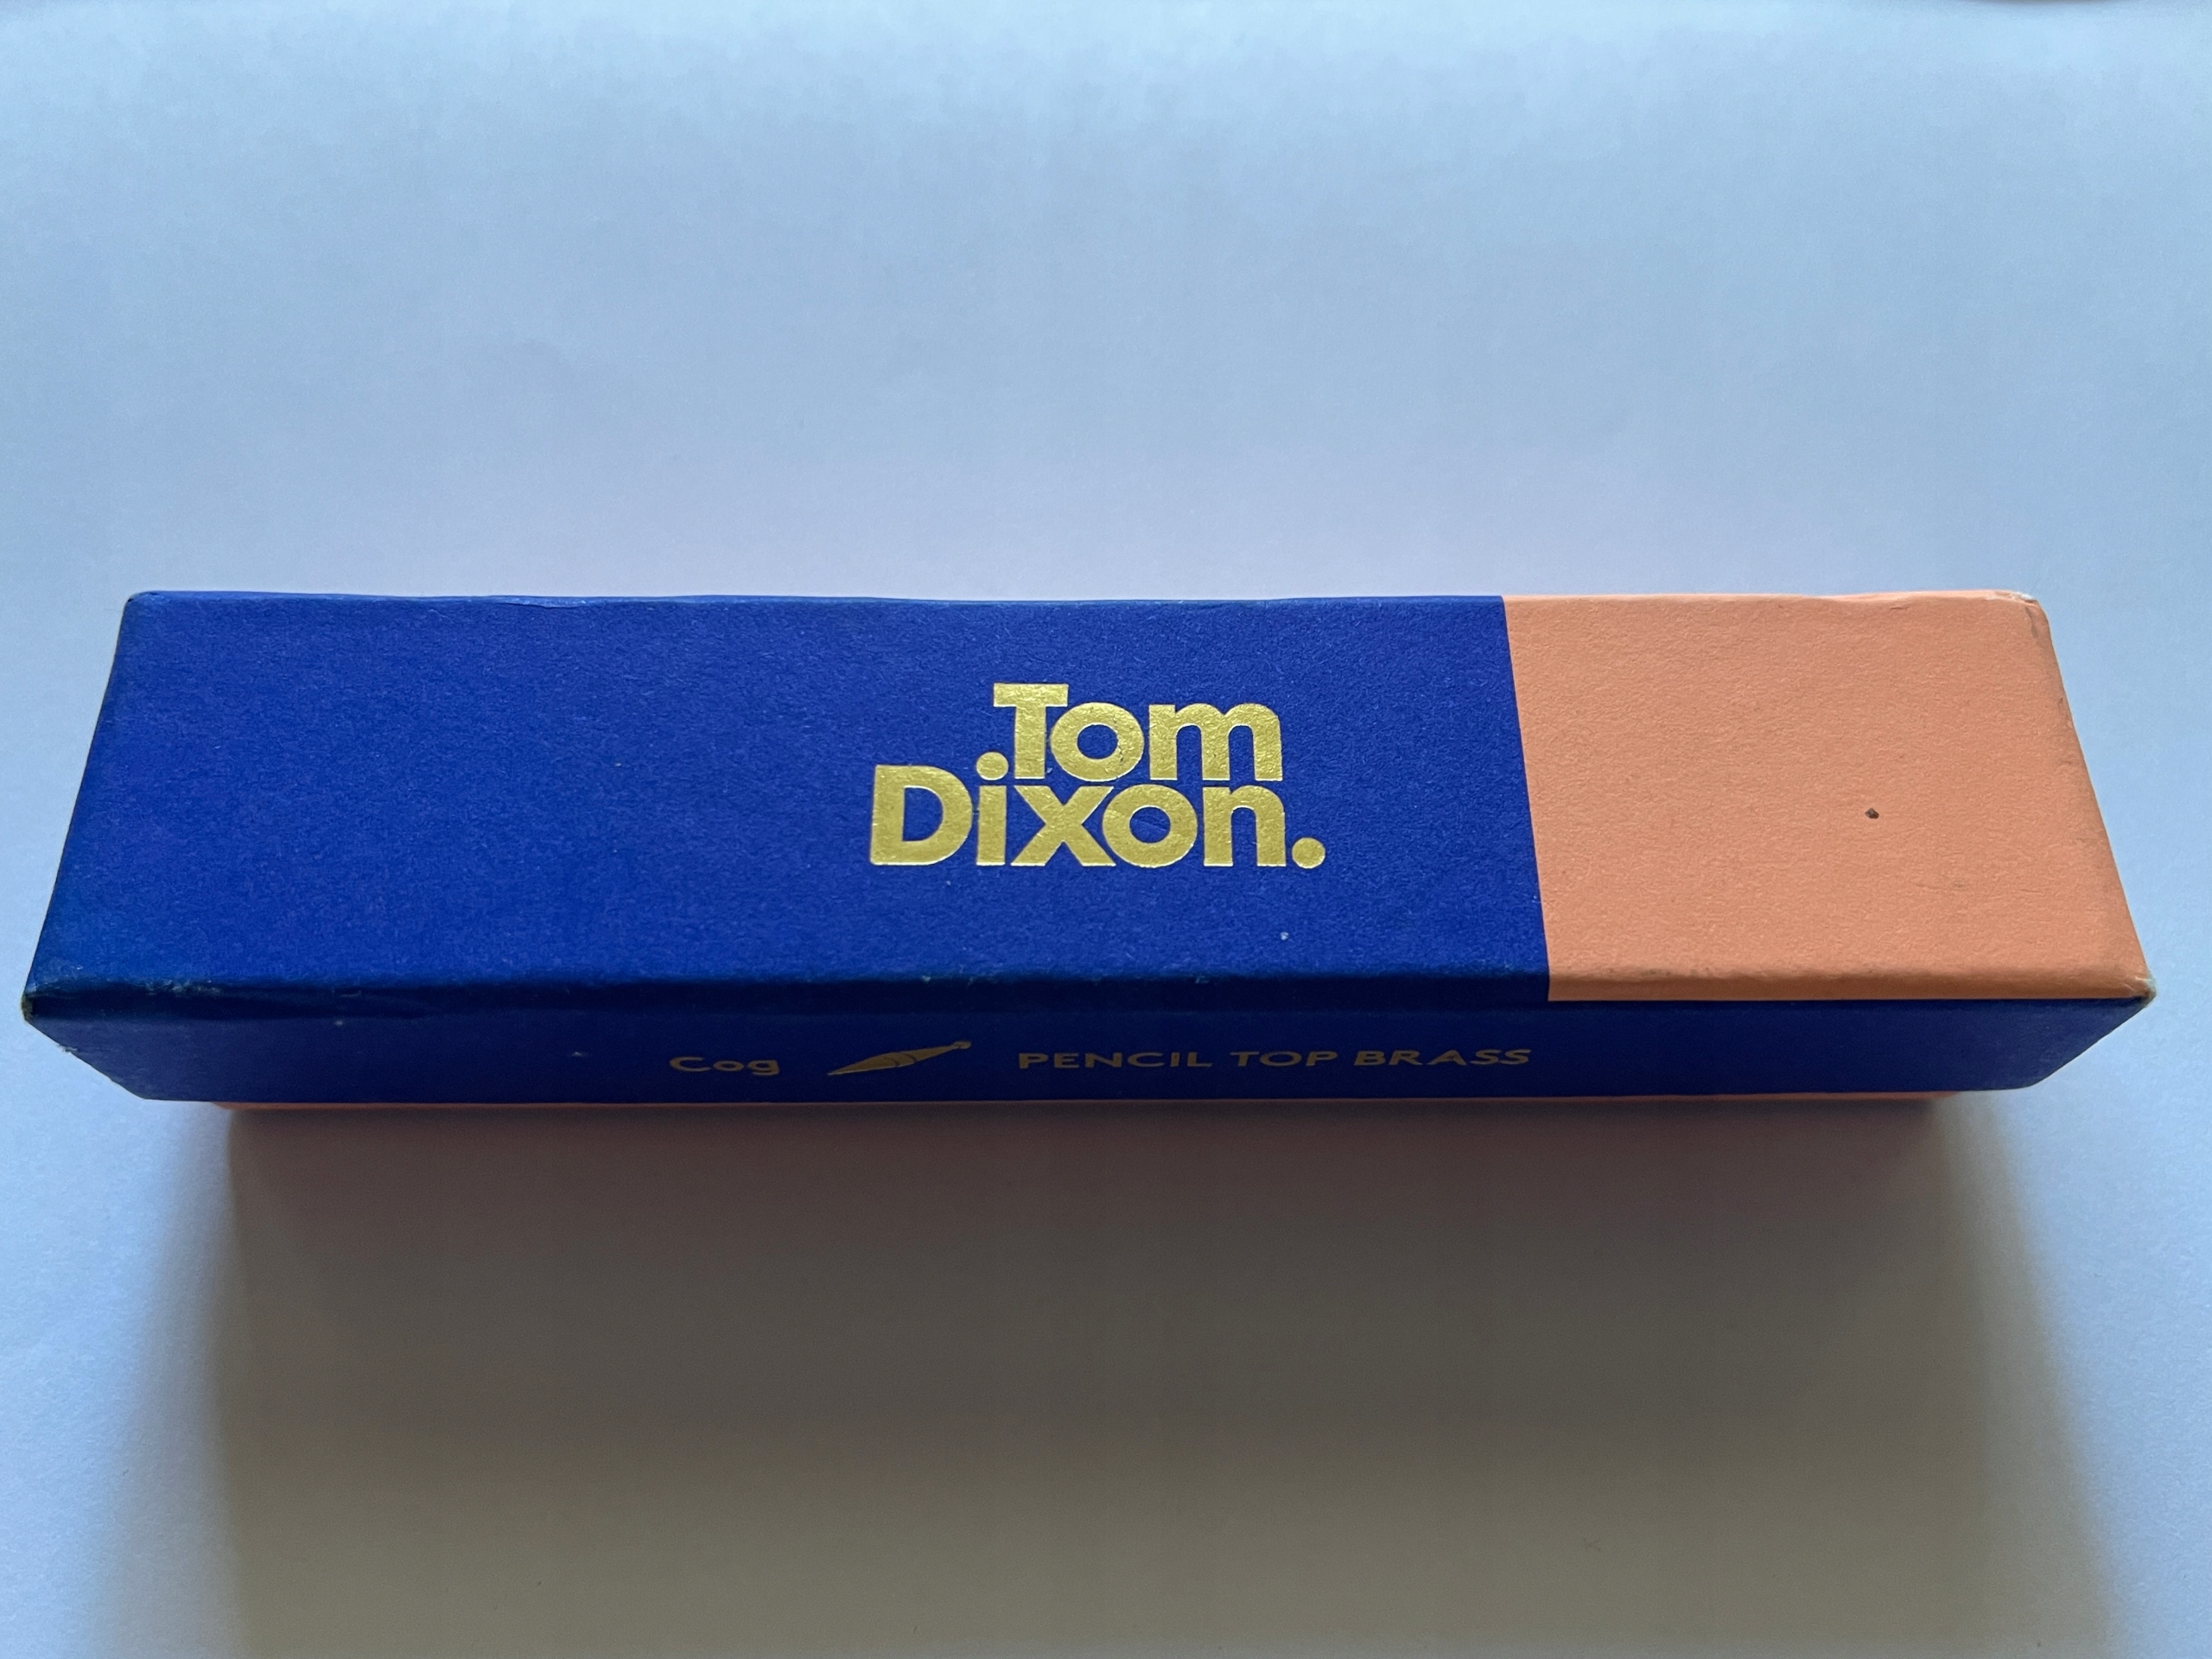 Tom
Dixon.
Cog PENCIL TOP BRASS